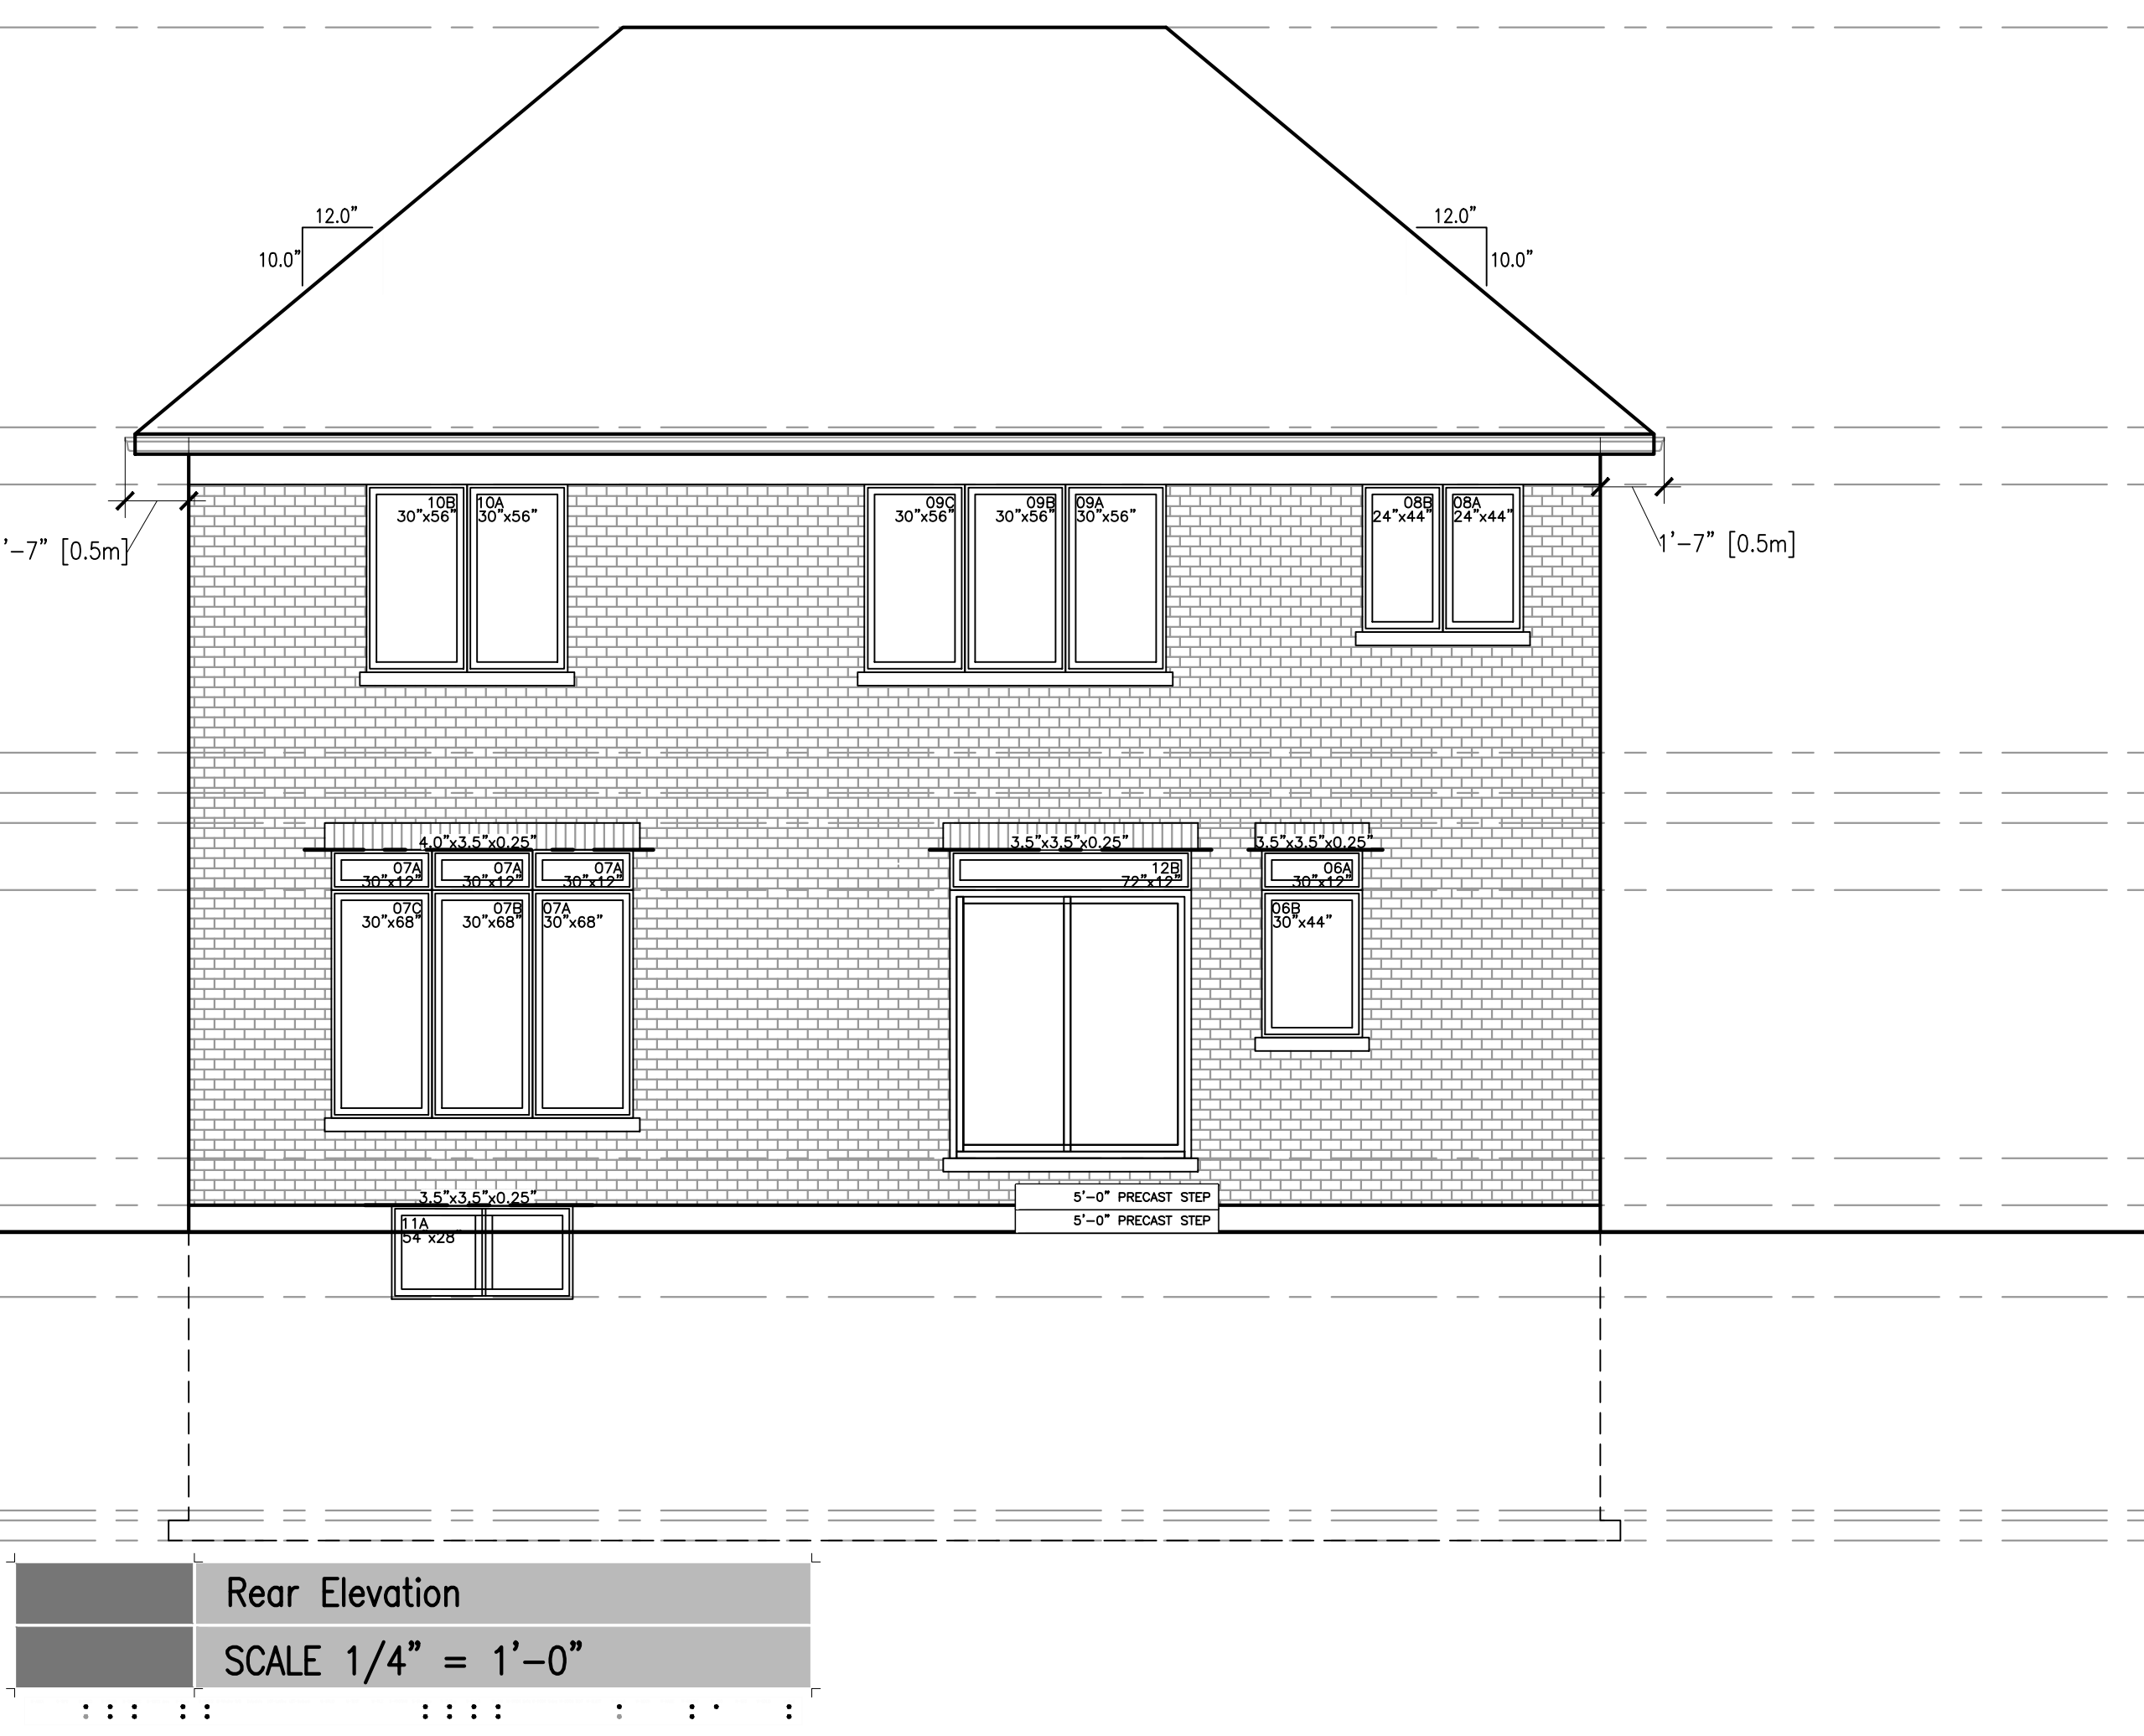 12.0"
10.0"
12.0"
10.0"
'-7" [0.5m]
1'-7" [0.5m]
10B
30"x56"
10A
30"x56"
09C
30"x56"
09B
30"x56"
09A
30"x56"
08B
24"x44"
08A
24"x44"
4.0"x3.5"x0.25"
3.5"x3.5"x0.25"
3.5"x3.5"x0.25"
07A
30"x12"
07A
30"x12"
07A
30"x12"
12B
72"x12"
06A
30"x12"
07C
30"x68"
07B
30"x68"
07A
30"x68"
06B
30"x44"
3.5"x3.5"x0.25"
5'-0" PRECAST STEP
5'-0" PRECAST STEP
11A
54"x28"
Rear Elevation
SCALE 1/4" = 1'-0"